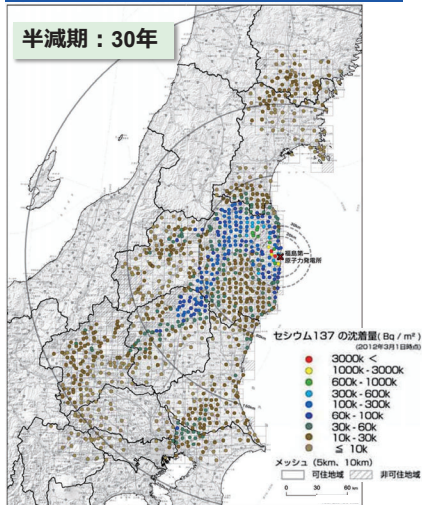 半減期：30年
福島第一
原子力発電所
セシウム137 の沈着量( Bq / m² )
(2012年3月1日時点)
3000k <
1000k - 3000k
600k - 1000k
300k - 600k
100k - 300k
60k - 100k
30k - 60k
10k - 30k
≦ 10k
メッシュ (5km、10km)
可住地域 非可住地域
0 30 60 km